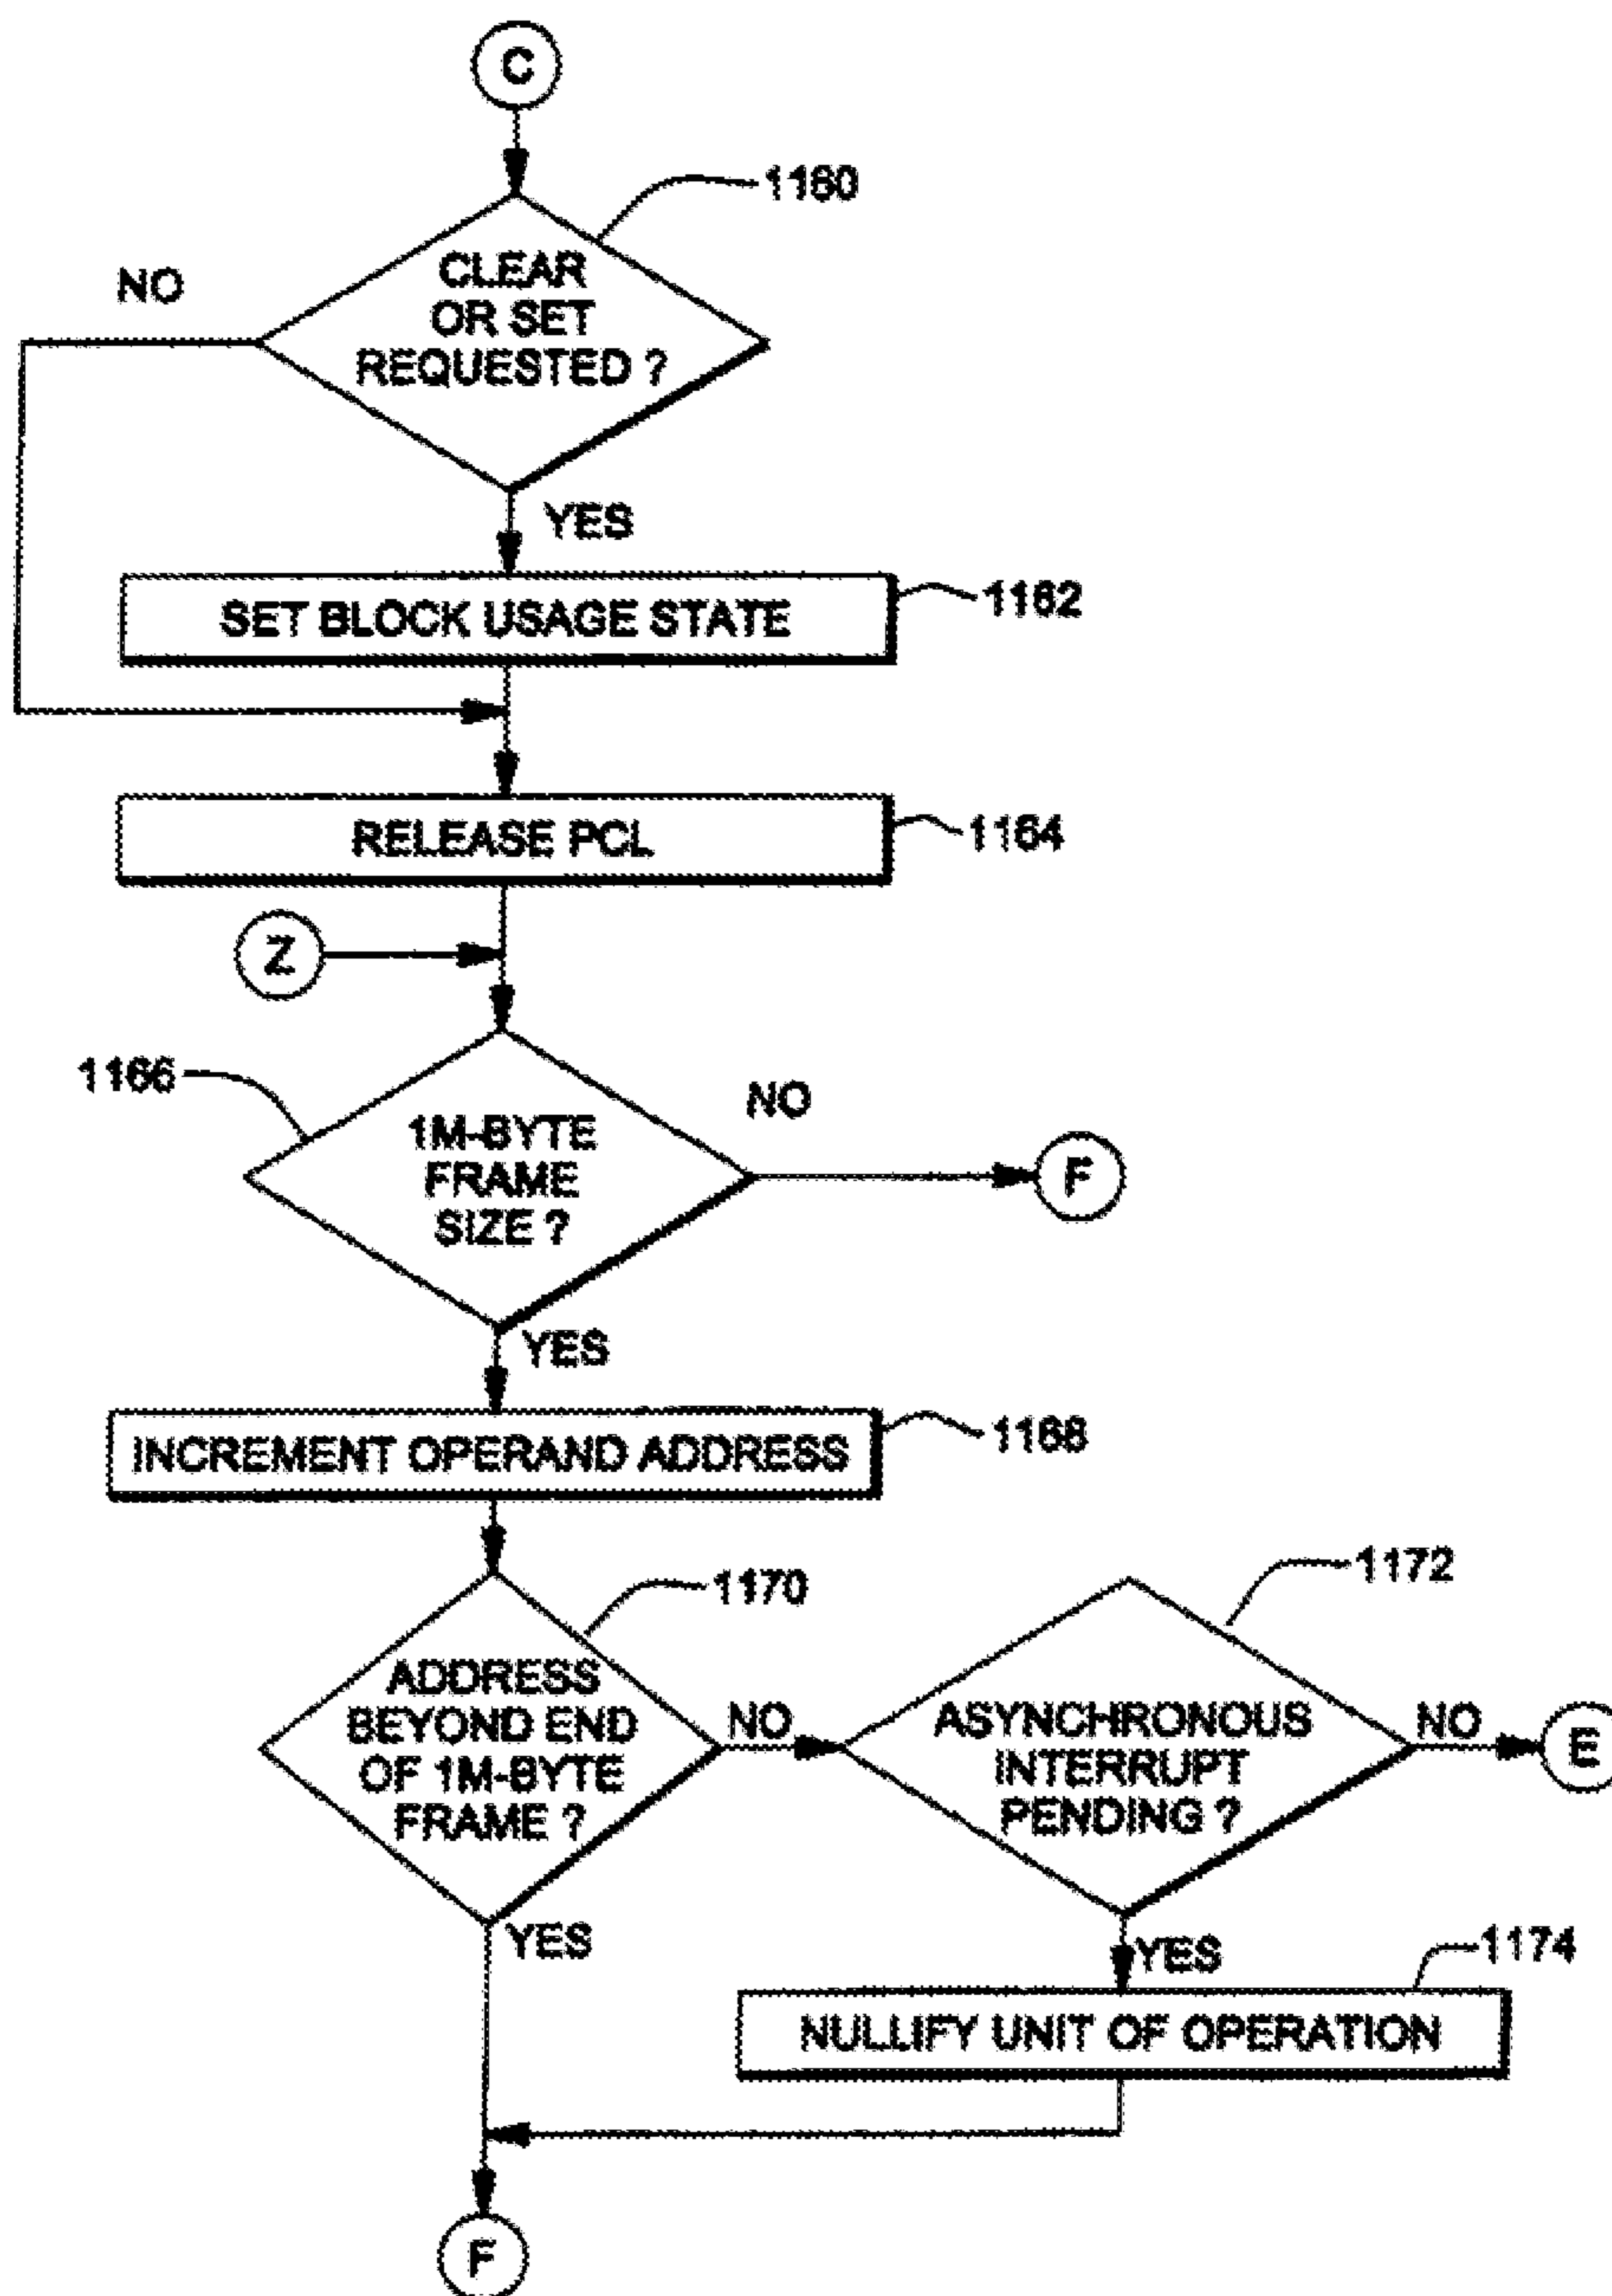 C
1160
CLEAR
OR SET
REQUESTED ?
NO
YES
SET BLOCK USAGE STATE
1162
RELEASE PCL
1164
Z
1166
1M-BYTE
FRAME
SIZE ?
NO
F
YES
INCREMENT OPERAND ADDRESS
1168
1170
ADDRESS
BEYOND END
OF 1M-BYTE
FRAME ?
NO
1172
ASYNCHRONOUS
INTERRUPT
PENDING ?
NO
E
YES
YES
1174
NULLIFY UNIT OF OPERATION
F